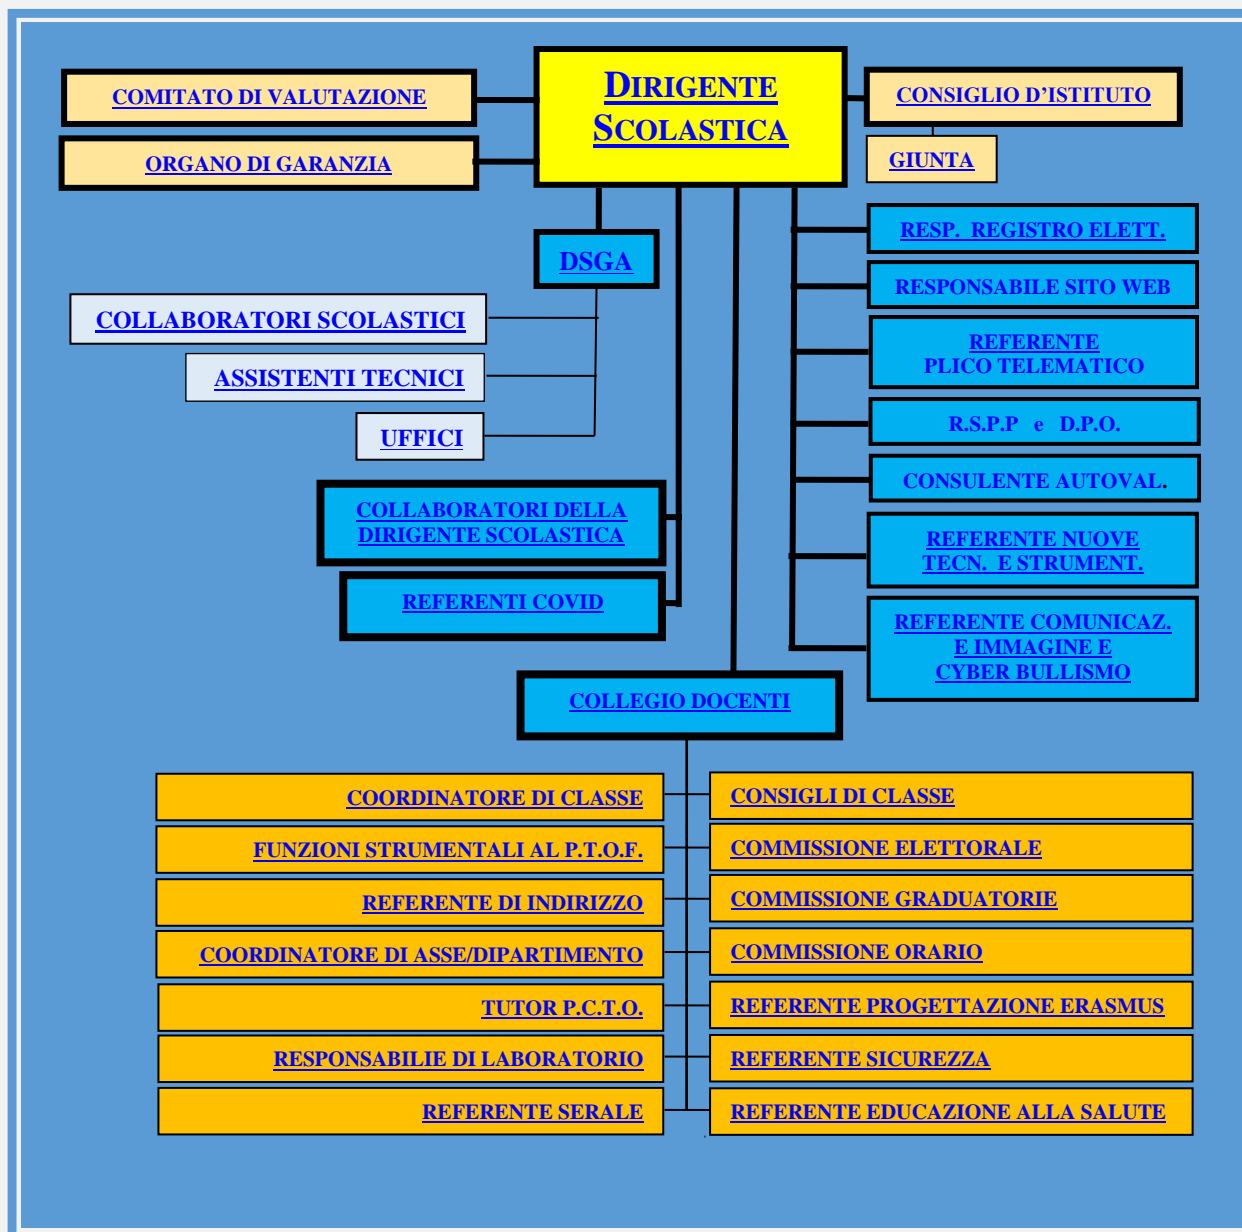 DIRIGENTE
SCOLASTICA
COMITATO DI VALUTAZIONE
CONSIGLIO D'ISTITUTO
ORGANO DI GARANZIA
GIUNTA
DSGA
COLLABORATORI SCOLASTICI
ASSISTENTI TECNICI
UFFICI
RESP. REGISTRO ELETT.
RESPONSABILE SITO WEB
REFERENTE
PLICO TELEMATICO
R.S.P.P e D.P.O.
CONSULENTE AUTOVAL.
REFERENTE NUOVE
TECN. E STRUMENT.
REFERENTE COMUNICAZ.
E IMMAGINE E
CYBER BULLISMO
COLLABORATORI DELLA
DIRIGENTE SCOLASTICA
REFERENTI COVID
COLLEGIO DOCENTI
COORDINATORE DI CLASSE
CONSIGLI DI CLASSE
FUNZIONI STRUMENTALI AL P.T.O.F.
COMMISSIONE ELETTORALE
REFERENTE DI INDIRIZZO
COMMISSIONE GRADUATORIE
COORDINATORE DI ASSE/DIPARTIMENTO
COMMISSIONE ORARIO
TUTOR P.C.T.O.
REFERENTE PROGETTAZIONE ERASMUS
RESPONSABILIE DI LABORATORIO
REFERENTE SICUREZZA
REFERENTE SERALE
REFERENTE EDUCAZIONE ALLA SALUTE